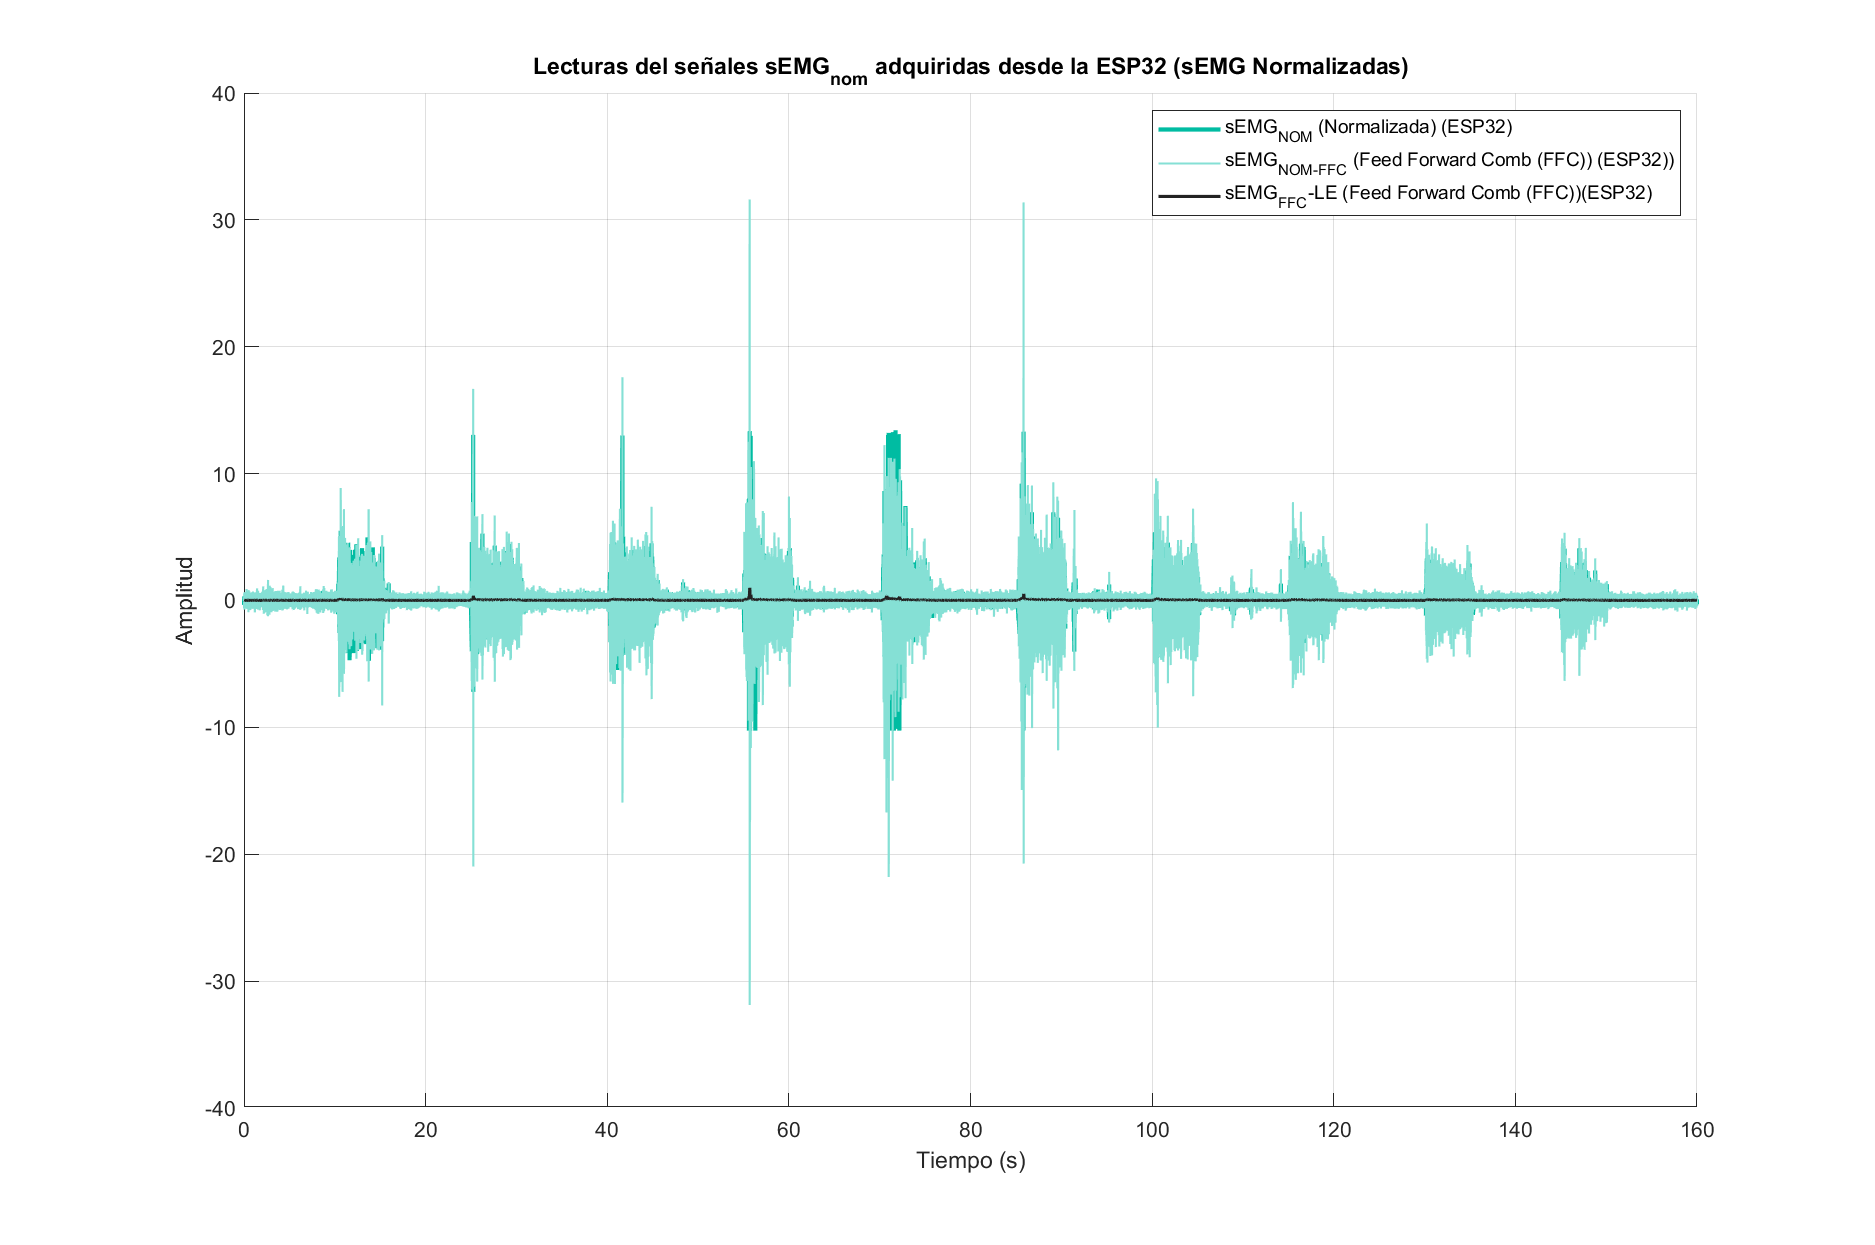 Lecturas del señales sEMGnom adquiridas desde la ESP32 (sEMG Normalizadas)
sEMGNOM (Normalizada) (ESP32)
sEMGNOM-FFC (Feed Forward Comb (FFC)) (ESP32))
sEMGFFC-LE (Feed Forward Comb (FFC))(ESP32)
Amplitud
40
30
20
10
0
-10
-20
-30
-40
0 20 40 60 80 100 120 140 160
Tiempo (s)